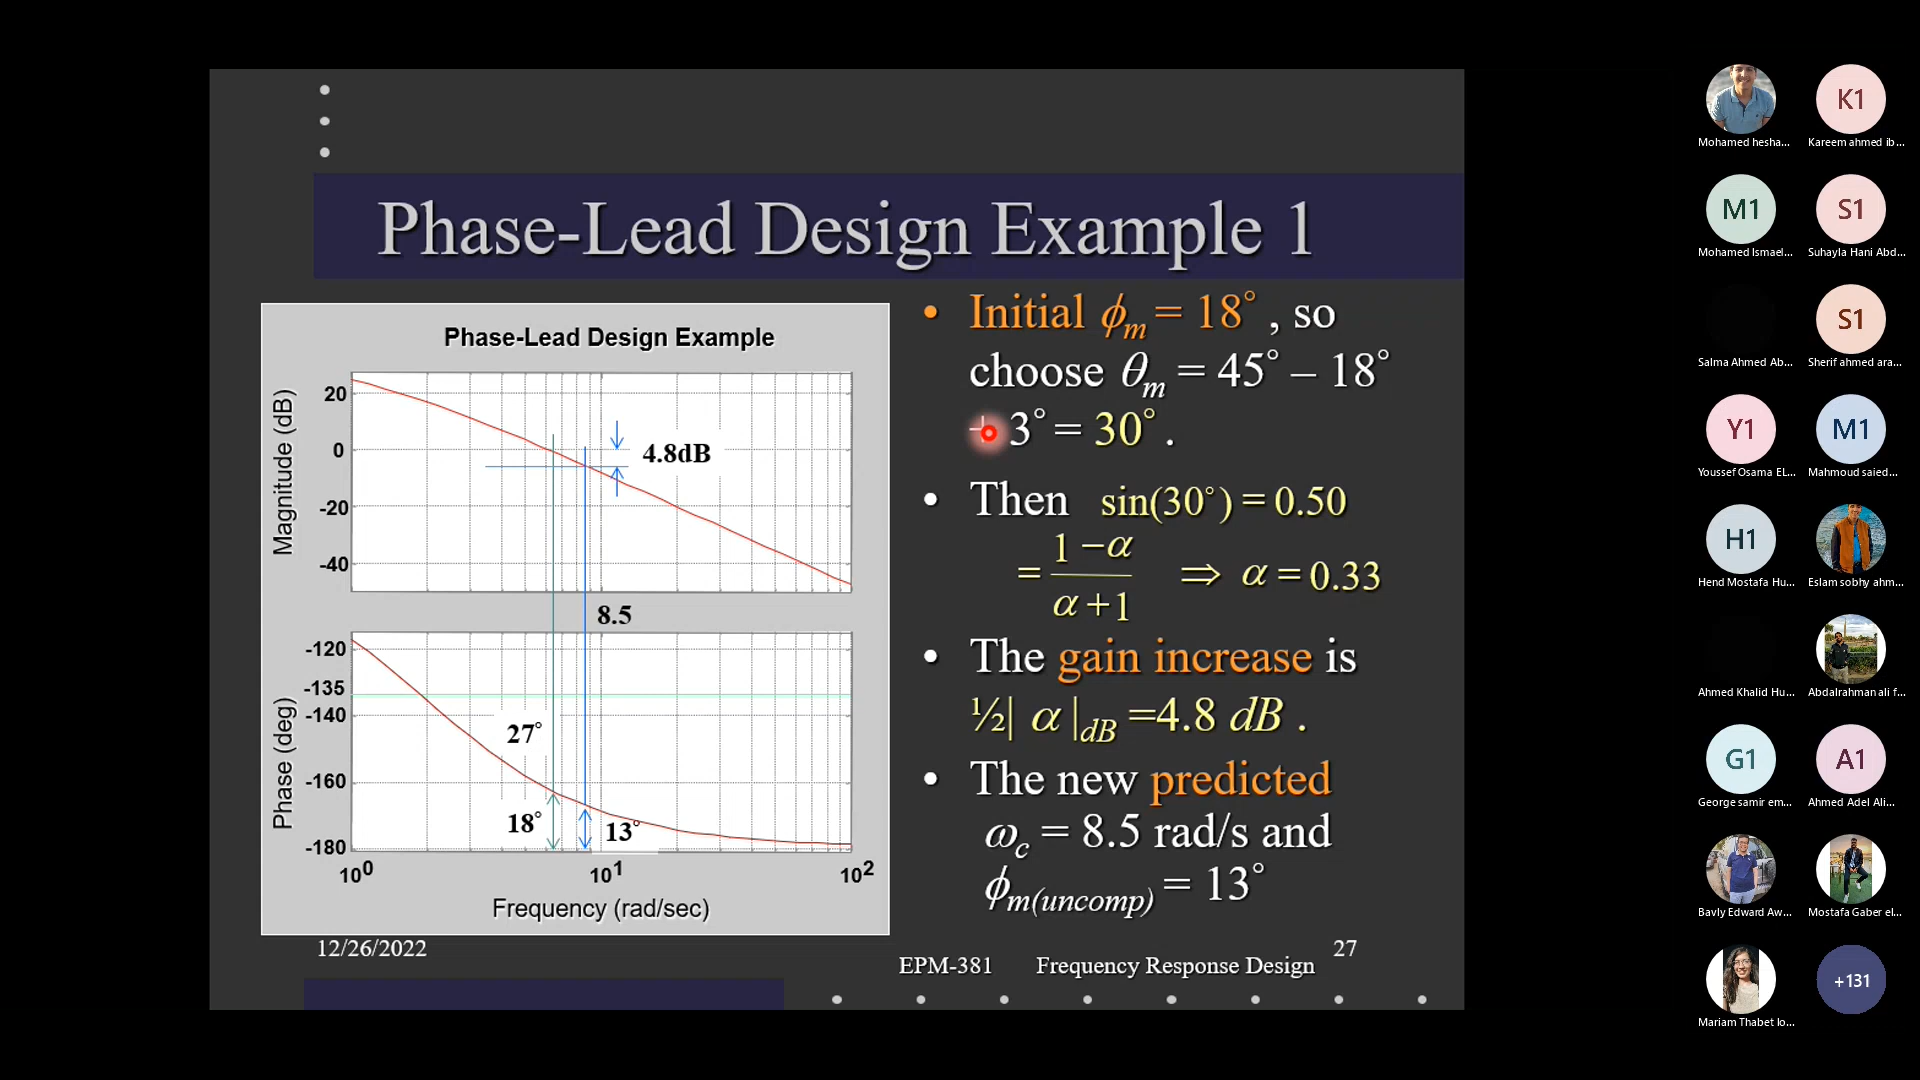 Phase-Lead Design Example 1
Phase-Lead Design Example
Magnitude (dB)
20
0
-20
-40
4.8dB
8.5
Phase (deg)
-120
-135
-140
-160
-180
27°
18°
13°
10⁰
10¹
10²
Frequency (rad/sec)
• Initial ϕm = 18° , so
choose θm = 45° – 18°
+ 3° = 30° .
• Then sin(30°) = 0.50
= (1 − α)/(α + 1) ⇒ α = 0.33
• The gain increase is
½| α |dB =4.8 dB .
• The new predicted
ωc = 8.5 rad/s and
ϕm(uncomp) = 13°
12/26/2022
EPM-381 Frequency Response Design
27
K1
Mohamed hesha...
Kareem ahmed ib...
M1
S1
Mohamed Ismael...
Suhayla Hani Abd...
S1
Salma Ahmed Ab...
Sherif ahmed ara...
Y1
M1
Youssef Osama EL...
Mahmoud saied...
H1
Hend Mostafa Hu...
Eslam sobhy ahm...
Ahmed Khalid Hu...
Abdalrahman ali f...
G1
A1
George samir em...
Ahmed Adel Ali...
Bavly Edward Aw...
Mostafa Gaber el...
+131
Mariam Thabet lo...